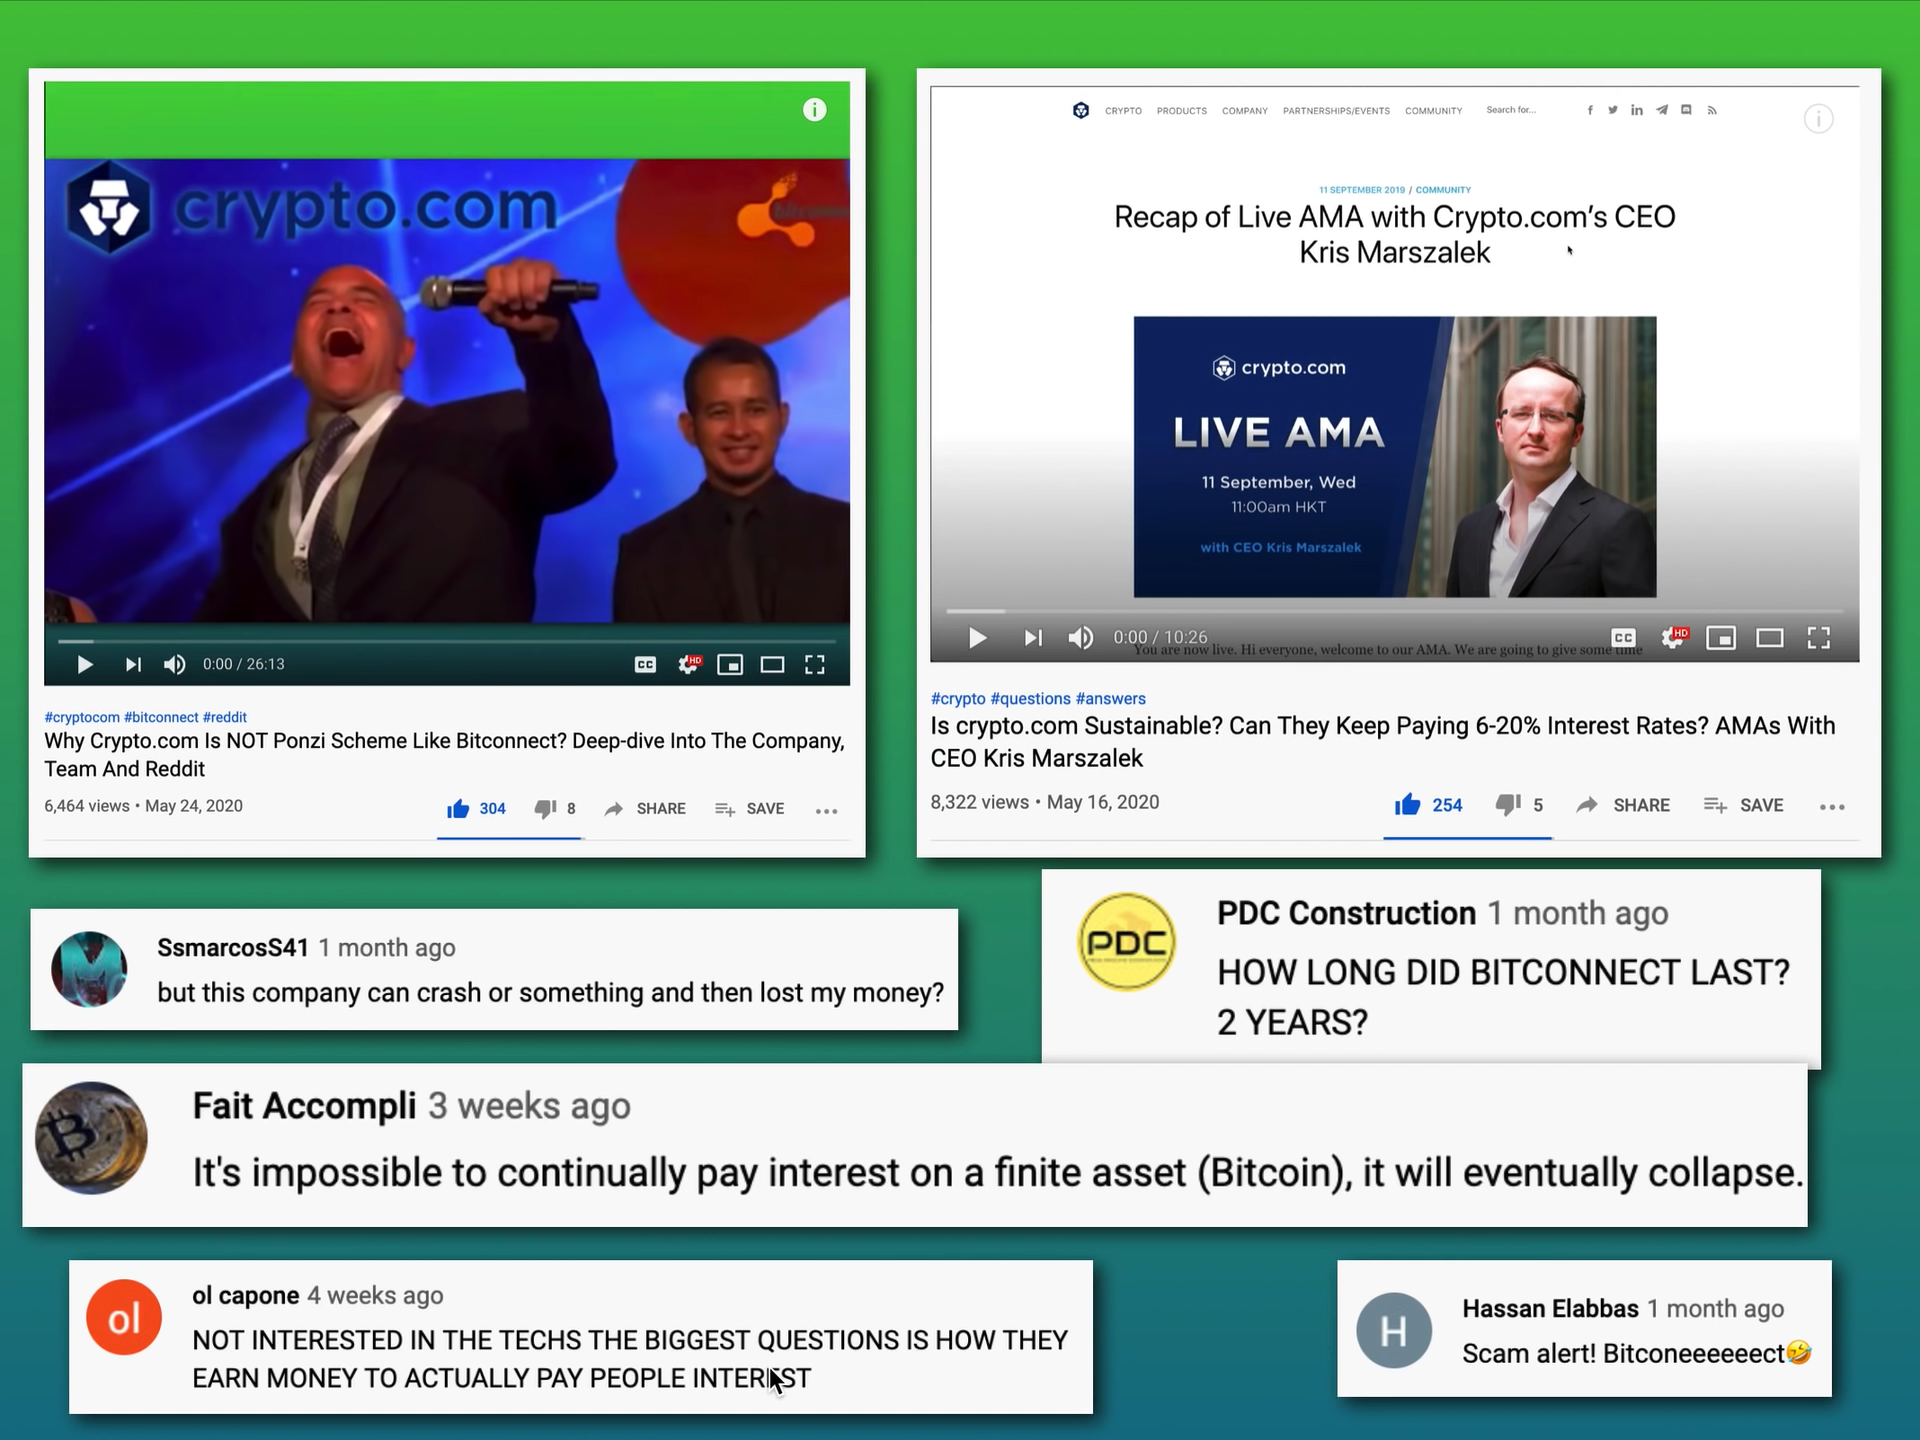 crypto.com
0:00 / 26:13
CC
HD
#cryptocom #bitconnect #reddit
Why Crypto.com Is NOT Ponzi Scheme Like Bitconnect? Deep-dive Into The Company,
Team And Reddit
6,464 views • May 24, 2020
304
8
SHARE
SAVE
CRYPTO PRODUCTS COMPANY PARTNERSHIPS/EVENTS COMMUNITY Search for...
11 SEPTEMBER 2019 / COMMUNITY
Recap of Live AMA with Crypto.com's CEO
Kris Marszalek
crypto.com
LIVE AMA
11 September, Wed
11:00am HKT
with CEO Kris Marszalek
0:00 / 10:26
CC
HD
You are now live. Hi everyone, welcome to our AMA. We are going to give some time
#crypto #questions #answers
Is crypto.com Sustainable? Can They Keep Paying 6-20% Interest Rates? AMAs With
CEO Kris Marszalek
8,322 views • May 16, 2020
254
5
SHARE
SAVE
SsmarcosS41 1 month ago
but this company can crash or something and then lost my money?
PDC
PDC Construction 1 month ago
HOW LONG DID BITCONNECT LAST?
2 YEARS?
Fait Accompli 3 weeks ago
It's impossible to continually pay interest on a finite asset (Bitcoin), it will eventually collapse.
ol
ol capone 4 weeks ago
NOT INTERESTED IN THE TECHS THE BIGGEST QUESTIONS IS HOW THEY
EARN MONEY TO ACTUALLY PAY PEOPLE INTEREST
H
Hassan Elabbas 1 month ago
Scam alert! Bitconeeeeeect🤣